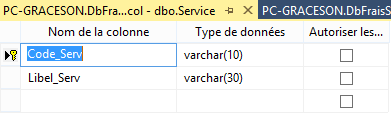 PC-GRACESON.DbFra...col - dbo.Service PC-GRACESON.DbFraisS
Nom de la colonne Type de données Autoriser les...
Code_Serv varchar(10)
Libel_Serv varchar(30)